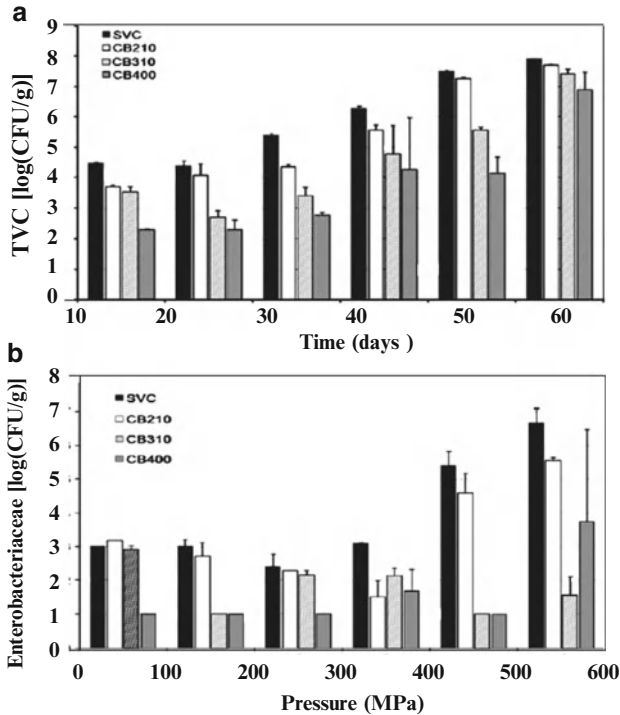 a
9
8
7
6
5
4
3
2
1
0
TVC [log(CFU/g)]
SVC
CB210
CB310
CB400
10 20 30 40 50 60
Time (days )
b
7
6
5
4
3
2
1
0
Enterobacteriaceae [log(CFU/g)]
SVC
CB210
CB310
CB400
0 100 200 300 400 500 600
Pressure (MPa)